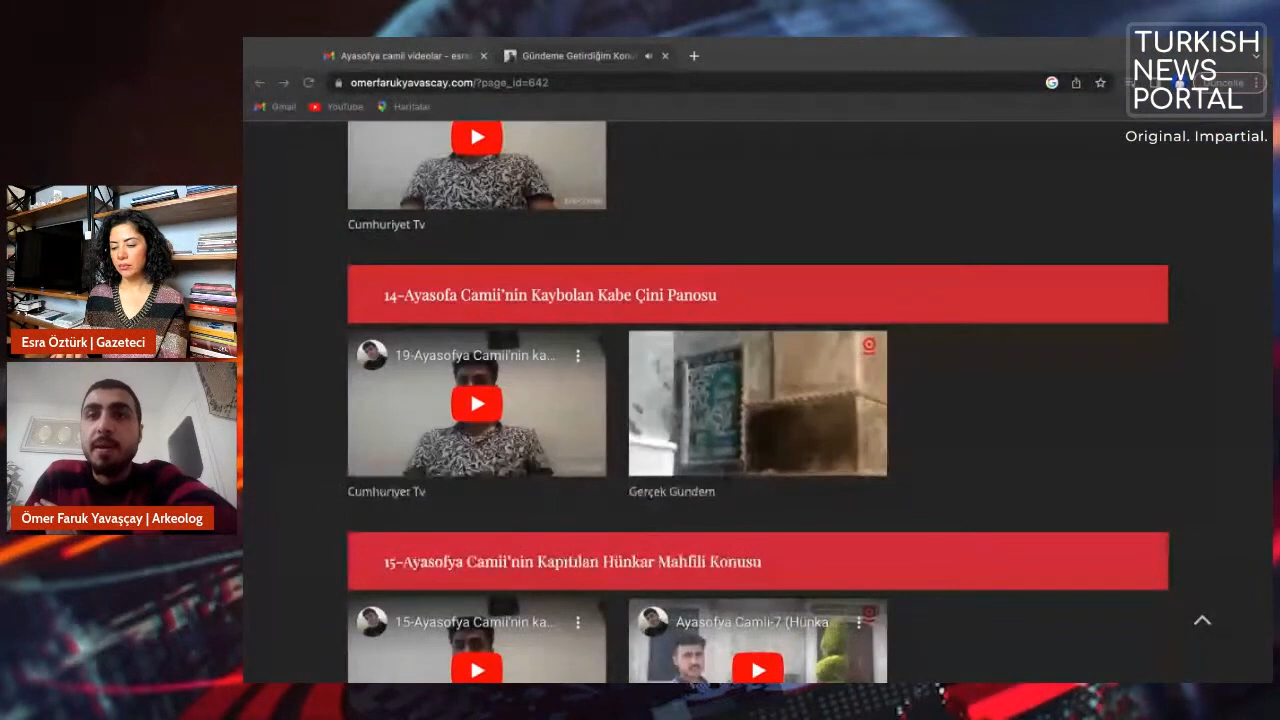 TURKISH
NEWS
PORTAL
Original. Impartial.
Ayasofya camii videolar - esra
Gündeme Getirdiğim Konu
omerfarukyavascay.com/?page_id=642
Gmail
YouTube
Haritalar
Cumhuriyet Tv
14-Ayasofa Camii'nin Kaybolan Kabe Çini Panosu
19-Ayasofya Camii'nin ka...
Cumhuriyet Tv
Gerçek Gündem
15-Ayasofya Camii'nin Kapıtılan Hünkar Mahfili Konusu
15-Ayasofya Camii'nin ka...
Ayasofya Camii-7 (Hünka
Esra Öztürk | Gazeteci
Ömer Faruk Yavaşçay | Arkeolog